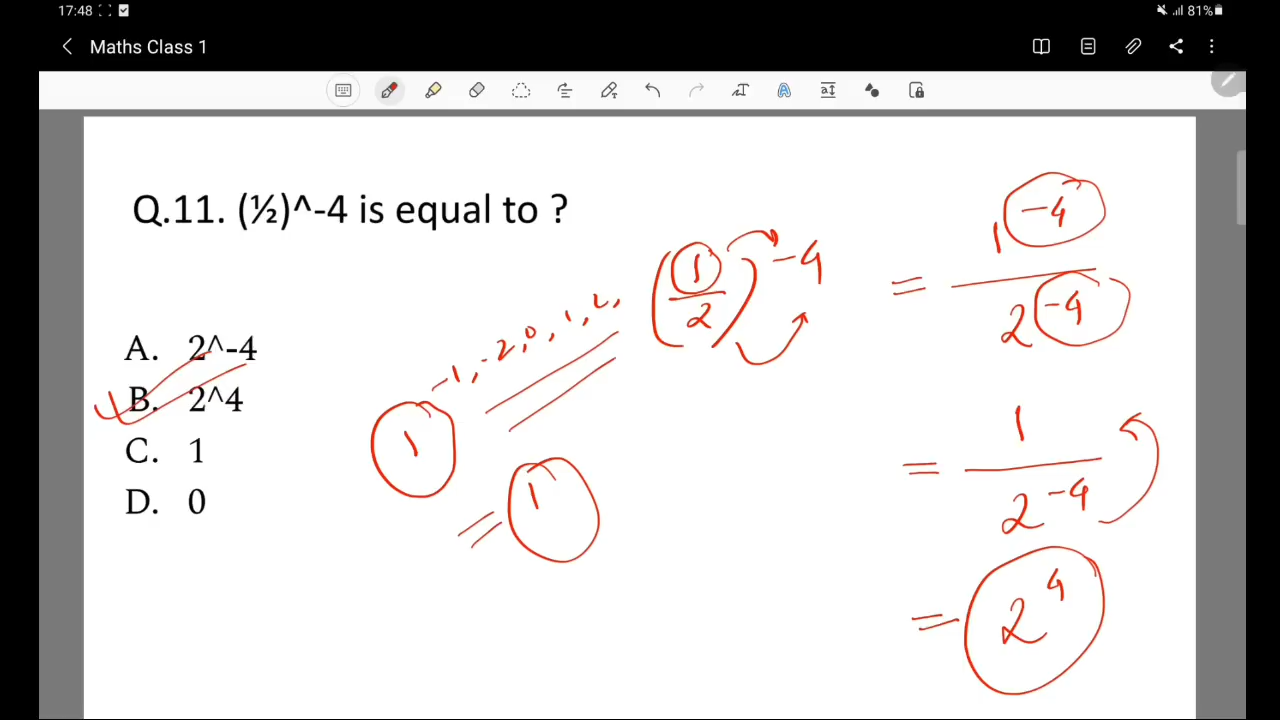 17:48 81%
Maths Class 1
Q.11. (½)^-4 is equal to ?
A. 2^-4
B. 2^4
C. 1
D. 0
(1/2)^-4
= 1^-4 / 2^-4
= 1 / 2^-4
= 2^4
1 -1, -2, 0, 1, 2,
= 1